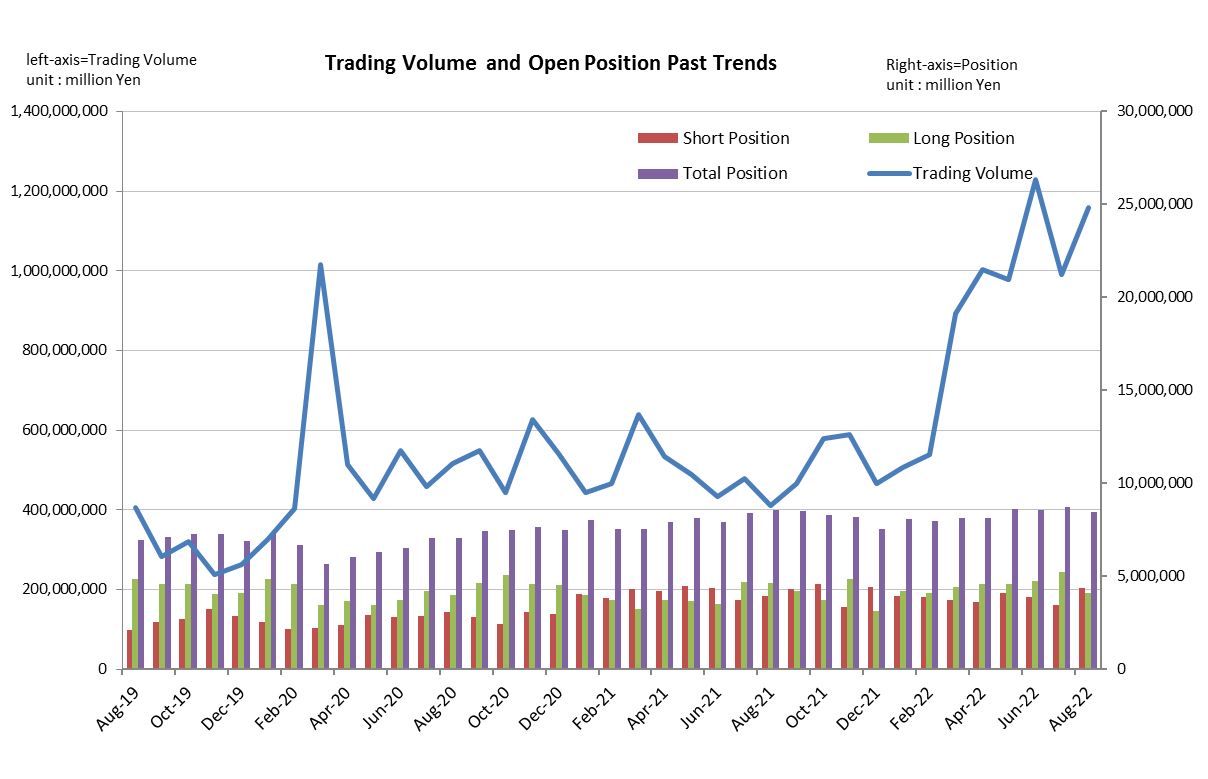 left-axis=Trading Volume
unit : million Yen
Trading Volume and Open Position Past Trends
Right-axis=Position
unit : million Yen
1,400,000,000
1,200,000,000
1,000,000,000
800,000,000
600,000,000
400,000,000
200,000,000
0
30,000,000
25,000,000
20,000,000
15,000,000
10,000,000
5,000,000
0
Short Position
Long Position
Total Position
Trading Volume
Aug-19
Oct-19
Dec-19
Feb-20
Apr-20
Jun-20
Aug-20
Oct-20
Dec-20
Feb-21
Apr-21
Jun-21
Aug-21
Oct-21
Dec-21
Feb-22
Apr-22
Jun-22
Aug-22